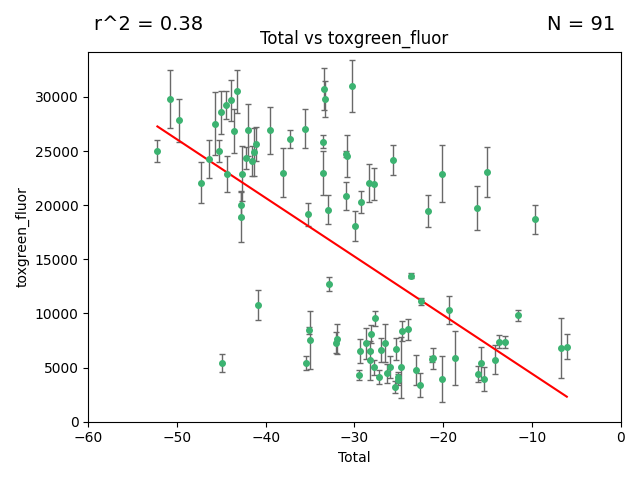 r^2 = 0.38
N = 91
Total vs toxgreen_fluor
30000
25000
20000
15000
10000
5000
0
toxgreen_fluor
−60
−50
−40
−30
−20
−10
0
Total